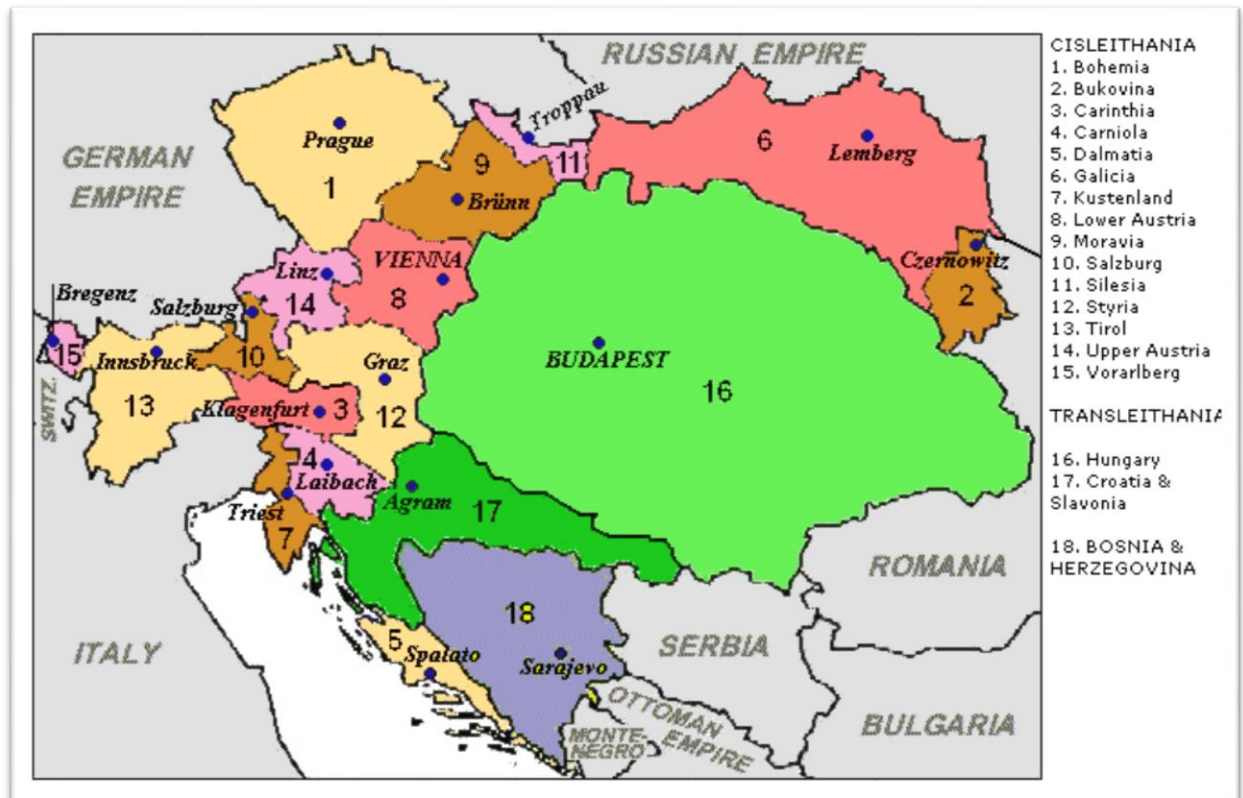 RUSSIAN EMPIRE
Troppau
GERMAN
EMPIRE
Prague
1
9
11
6
Lemberg
Brünn
Czernowitz
2
Linz
VIENNA
14
8
Bregenz
Salzburg
15
Innsbruck
10
Graz
BUDAPEST
16
SWITZ.
13
Klagenfurt
3
12
4
Laibach
Agram
17
Triest
7
ROMANIA
18
5
Spalato
Sarajevo
SERBIA
ITALY
OTTOMAN
EMPIRE
MONTE-
NEGRO
BULGARIA
CISLEITHANIA
1. Bohemia
2. Bukovina
3. Carinthia
4. Carniola
5. Dalmatia
6. Galicia
7. Kustenland
8. Lower Austria
9. Moravia
10. Salzburg
11. Silesia
12. Styria
13. Tirol
14. Upper Austria
15. Vorarlberg
TRANSLEITHANIA
16. Hungary
17. Croatia &
Slavonia
18. BOSNIA &
HERZEGOVINA